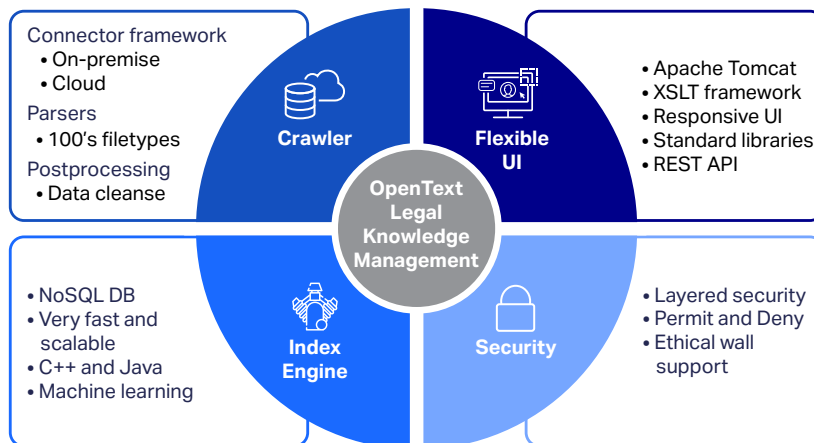 Connector framework
• On-premise
• Cloud
Parsers
• 100's filetypes
Postprocessing
• Data cleanse
Crawler
Flexible
UI
• Apache Tomcat
• XSLT framework
• Responsive UI
• Standard libraries
• REST API
OpenText
Legal
Knowledge
Management
• NoSQL DB
• Very fast and
scalable
• C++ and Java
• Machine learning
Index
Engine
Security
• Layered security
• Permit and Deny
• Ethical wall
support